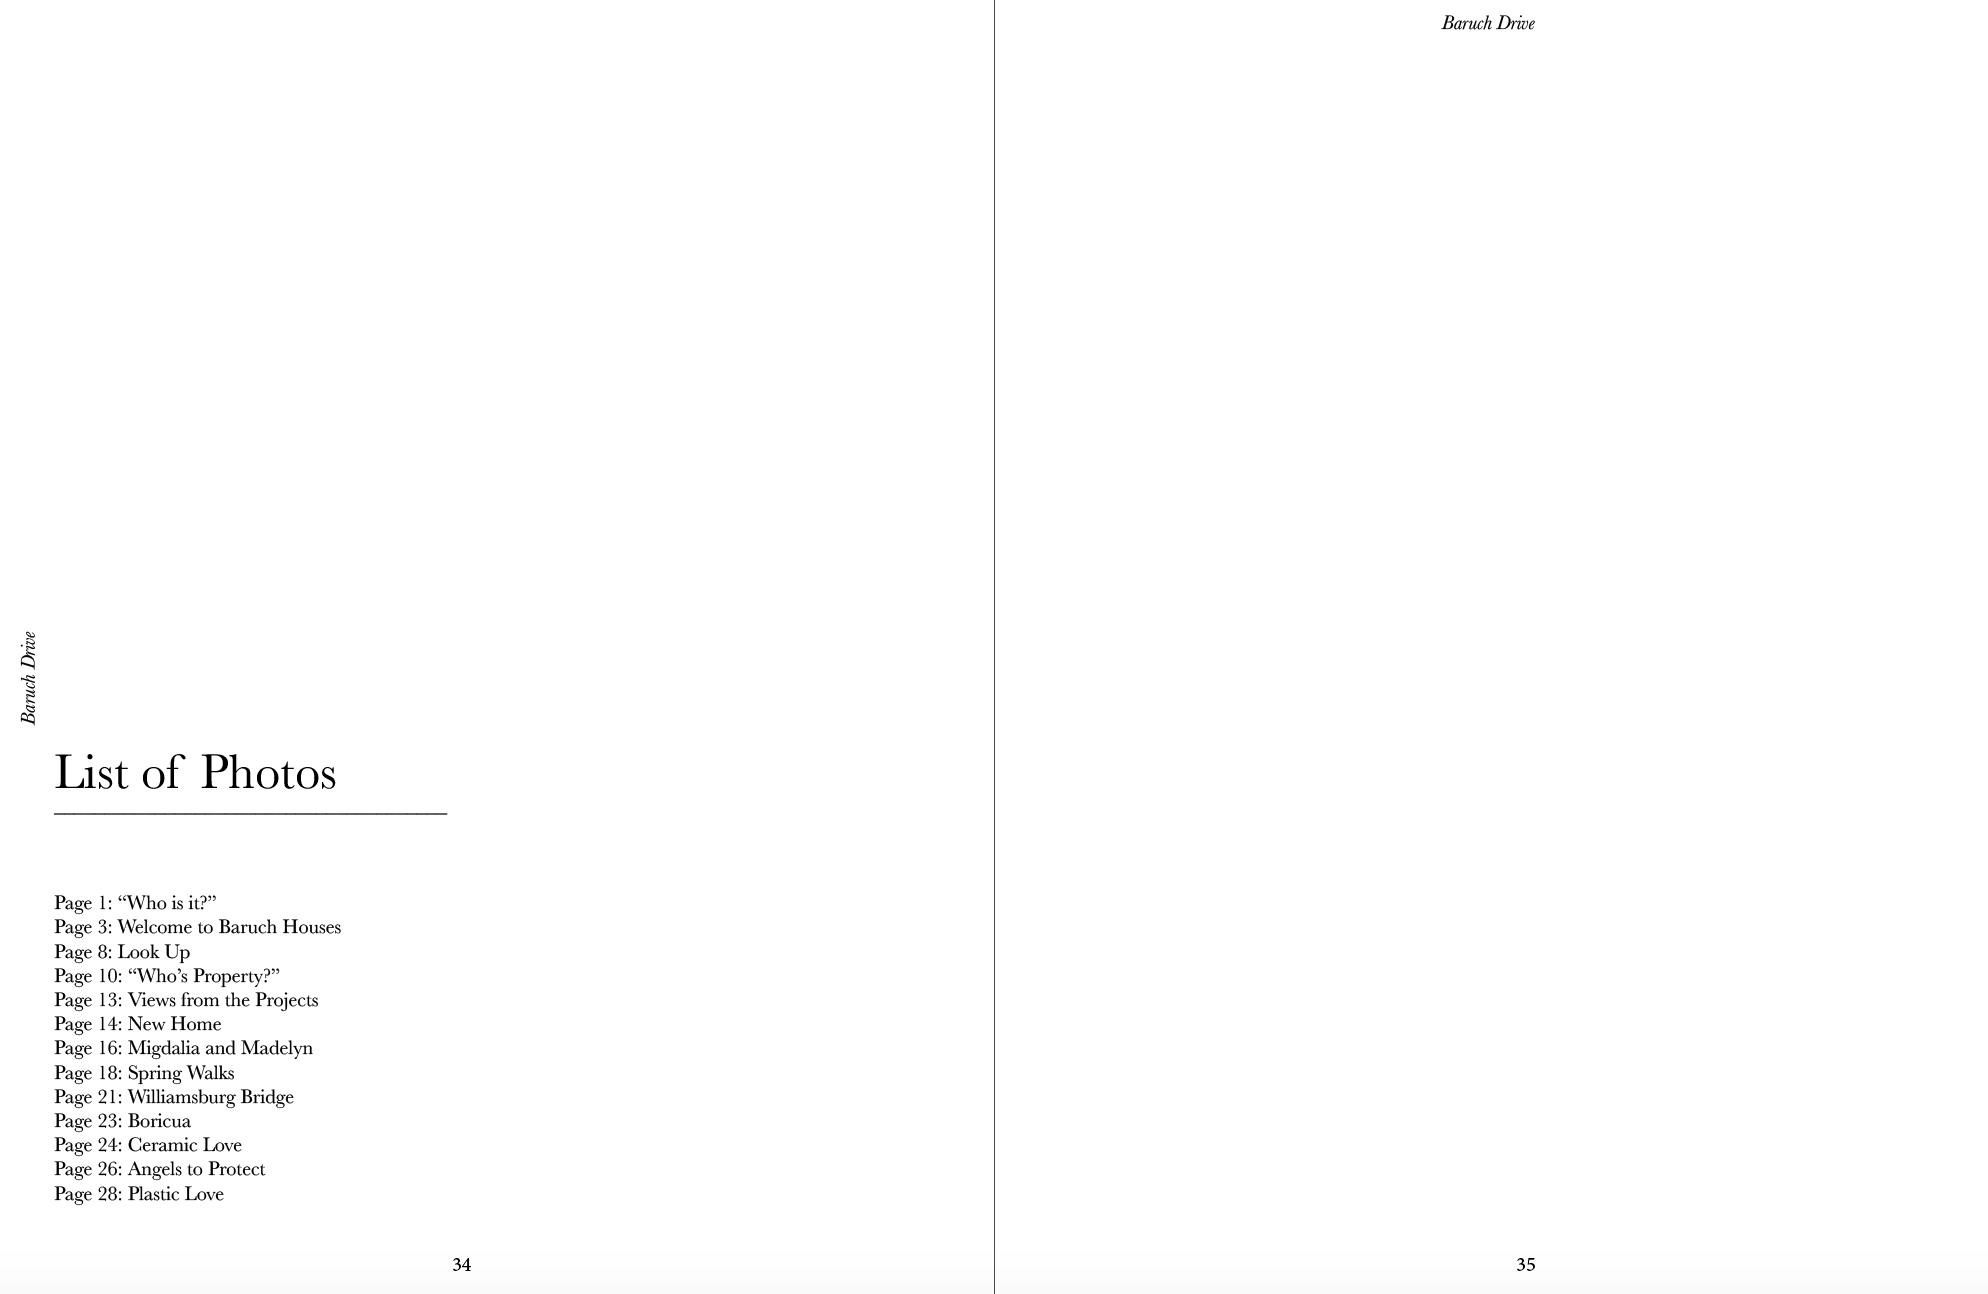 Baruch Drive
List of Photos
Page 1: “Who is it?”
Page 3: Welcome to Baruch Houses
Page 8: Look Up
Page 10: “Who’s Property?”
Page 13: Views from the Projects
Page 14: New Home
Page 16: Migdalia and Madelyn
Page 18: Spring Walks
Page 21: Williamsburg Bridge
Page 23: Boricua
Page 24: Ceramic Love
Page 26: Angels to Protect
Page 28: Plastic Love
34
Baruch Drive
35